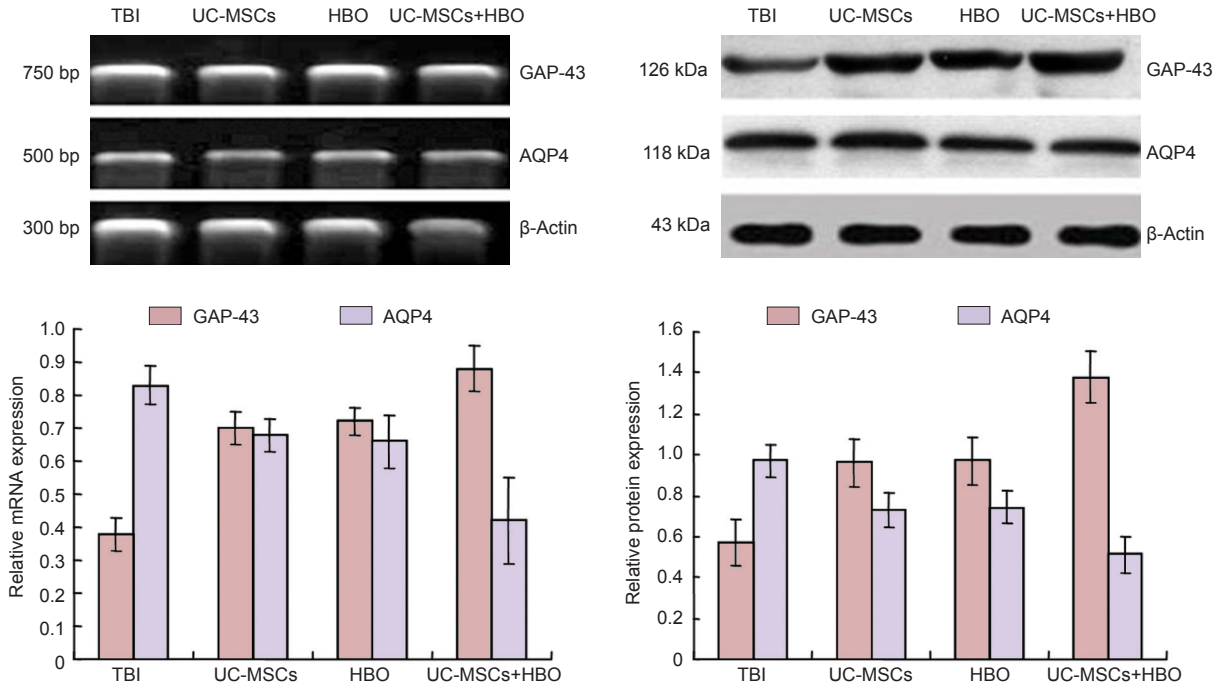 TBI UC-MSCs HBO UC-MSCs+HBO
750 bp GAP-43
500 bp AQP4
300 bp β-Actin
TBI UC-MSCs HBO UC-MSCs+HBO
126 kDa GAP-43
118 kDa AQP4
43 kDa β-Actin
GAP-43 AQP4
Relative mRNA expression
1.0
0.9
0.8
0.7
0.6
0.5
0.4
0.3
0.2
0.1
0
TBI UC-MSCs HBO UC-MSCs+HBO
GAP-43 AQP4
Relative protein expression
1.6
1.4
1.2
1.0
0.8
0.4
0.6
0.2
0
TBI UC-MSCs HBO UC-MSCs+HBO